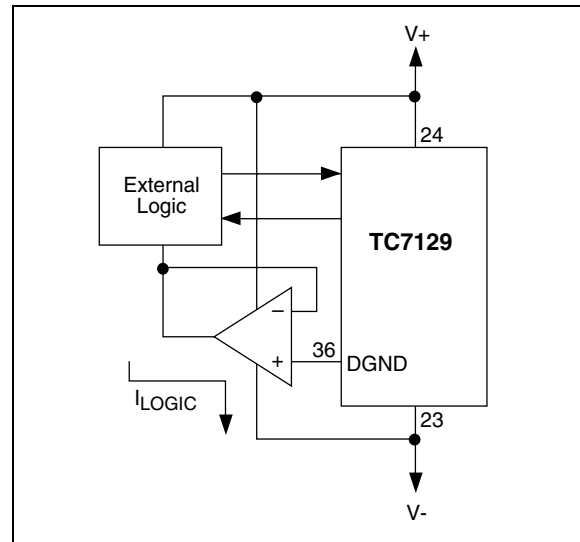 V+
24
External
Logic
TC7129
–
+
36
DGND
ILOGIC
23
V-